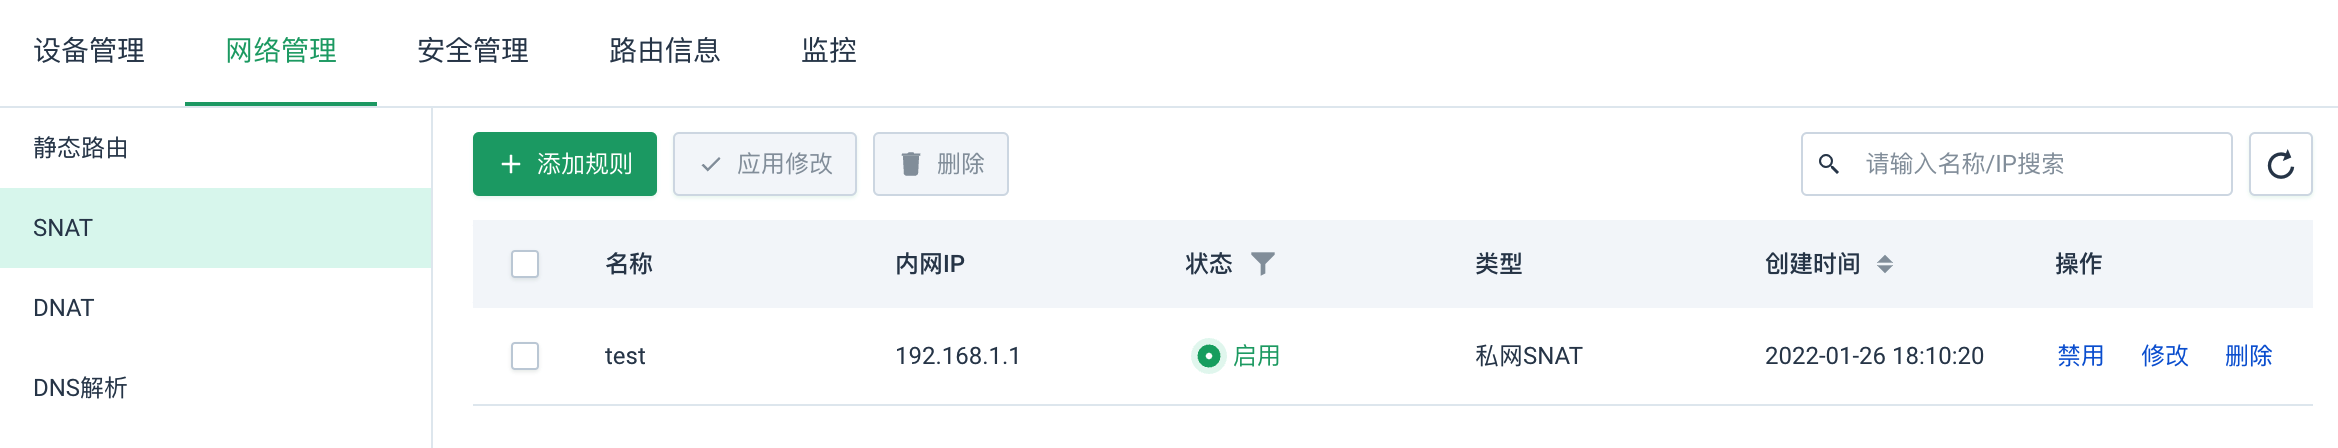 设备管理 网络管理 安全管理 路由信息 监控
静态路由
SNAT
DNAT
DNS解析
添加规则 应用修改 删除 请输入名称/IP搜索
名称 内网IP 状态 类型 创建时间 操作
test 192.168.1.1 启用 私网SNAT 2022-01-26 18:10:20 禁用 修改 删除